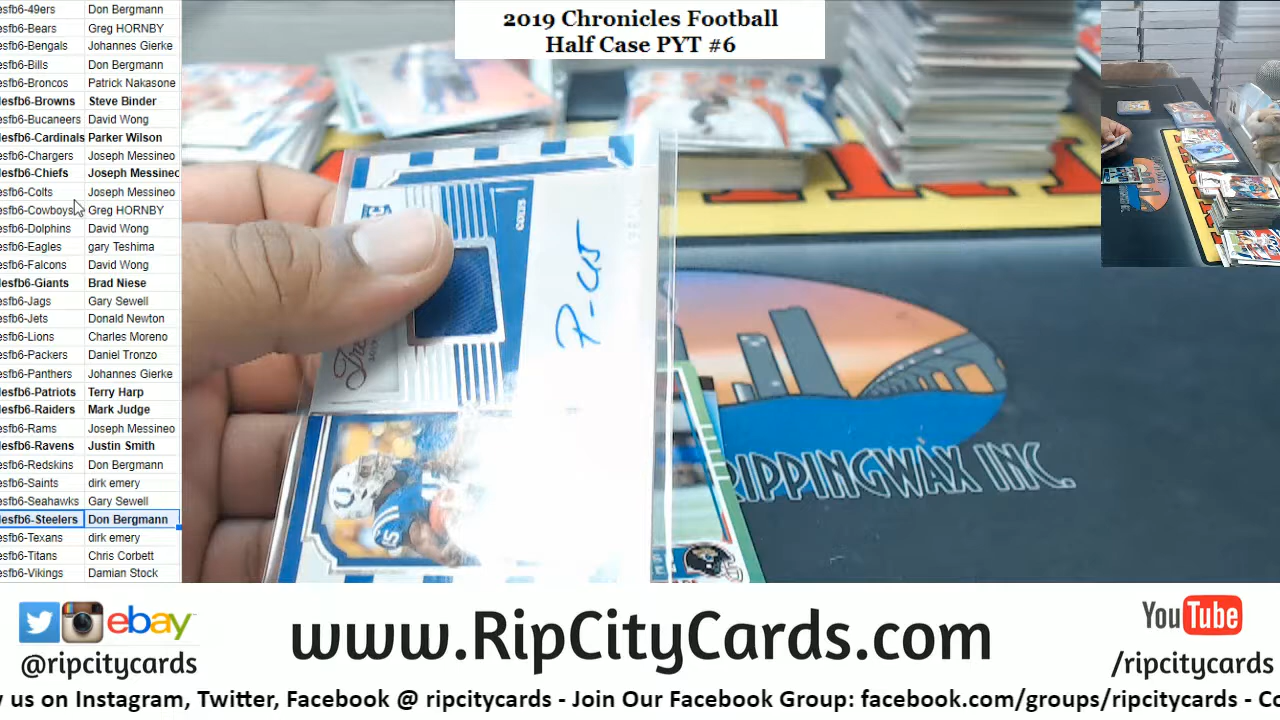 2019 Chronicles Football
Half Case PYT #6
esfb6-49ers Don Bergmann
esfb6-Bears Greg HORNBY
esfb6-Bengals Johannes Gierke
esfb6-Bills Don Bergmann
esfb6-Broncos Patrick Nakasone
lesfb6-Browns Steve Binder
esfb6-Bucaneers David Wong
lesfb6-Cardinals Parker Wilson
esfb6-Chargers Joseph Messineo
lesfb6-Chiefs Joseph Messineo
esfb6-Colts Joseph Messineo
esfb6-Cowboys Greg HORNBY
esfb6-Dolphins David Wong
esfb6-Eagles gary Teshima
esfb6-Falcons David Wong
lesfb6-Giants Brad Niese
esfb6-Jags Gary Sewell
esfb6-Jets Donald Newton
esfb6-Lions Charles Moreno
esfb6-Packers Daniel Tronzo
esfb6-Panthers Johannes Gierke
lesfb6-Patriots Terry Harp
lesfb6-Raiders Mark Judge
esfb6-Rams Joseph Messineo
lesfb6-Ravens Justin Smith
esfb6-Redskins Don Bergmann
esfb6-Saints dirk emery
esfb6-Seahawks Gary Sewell
lesfb6-Steelers Don Bergmann
esfb6-Texans dirk emery
esfb6-Titans Chris Corbett
esfb6-Vikings Damian Stock
COLTS
RIPPINGWAX INC.
ebay
@ripcitycards
www.RipCityCards.com
YouTube
/ripcitycards
y us on Instagram, Twitter, Facebook @ ripcitycards - Join Our Facebook Group: facebook.com/groups/ripcitycards - Co